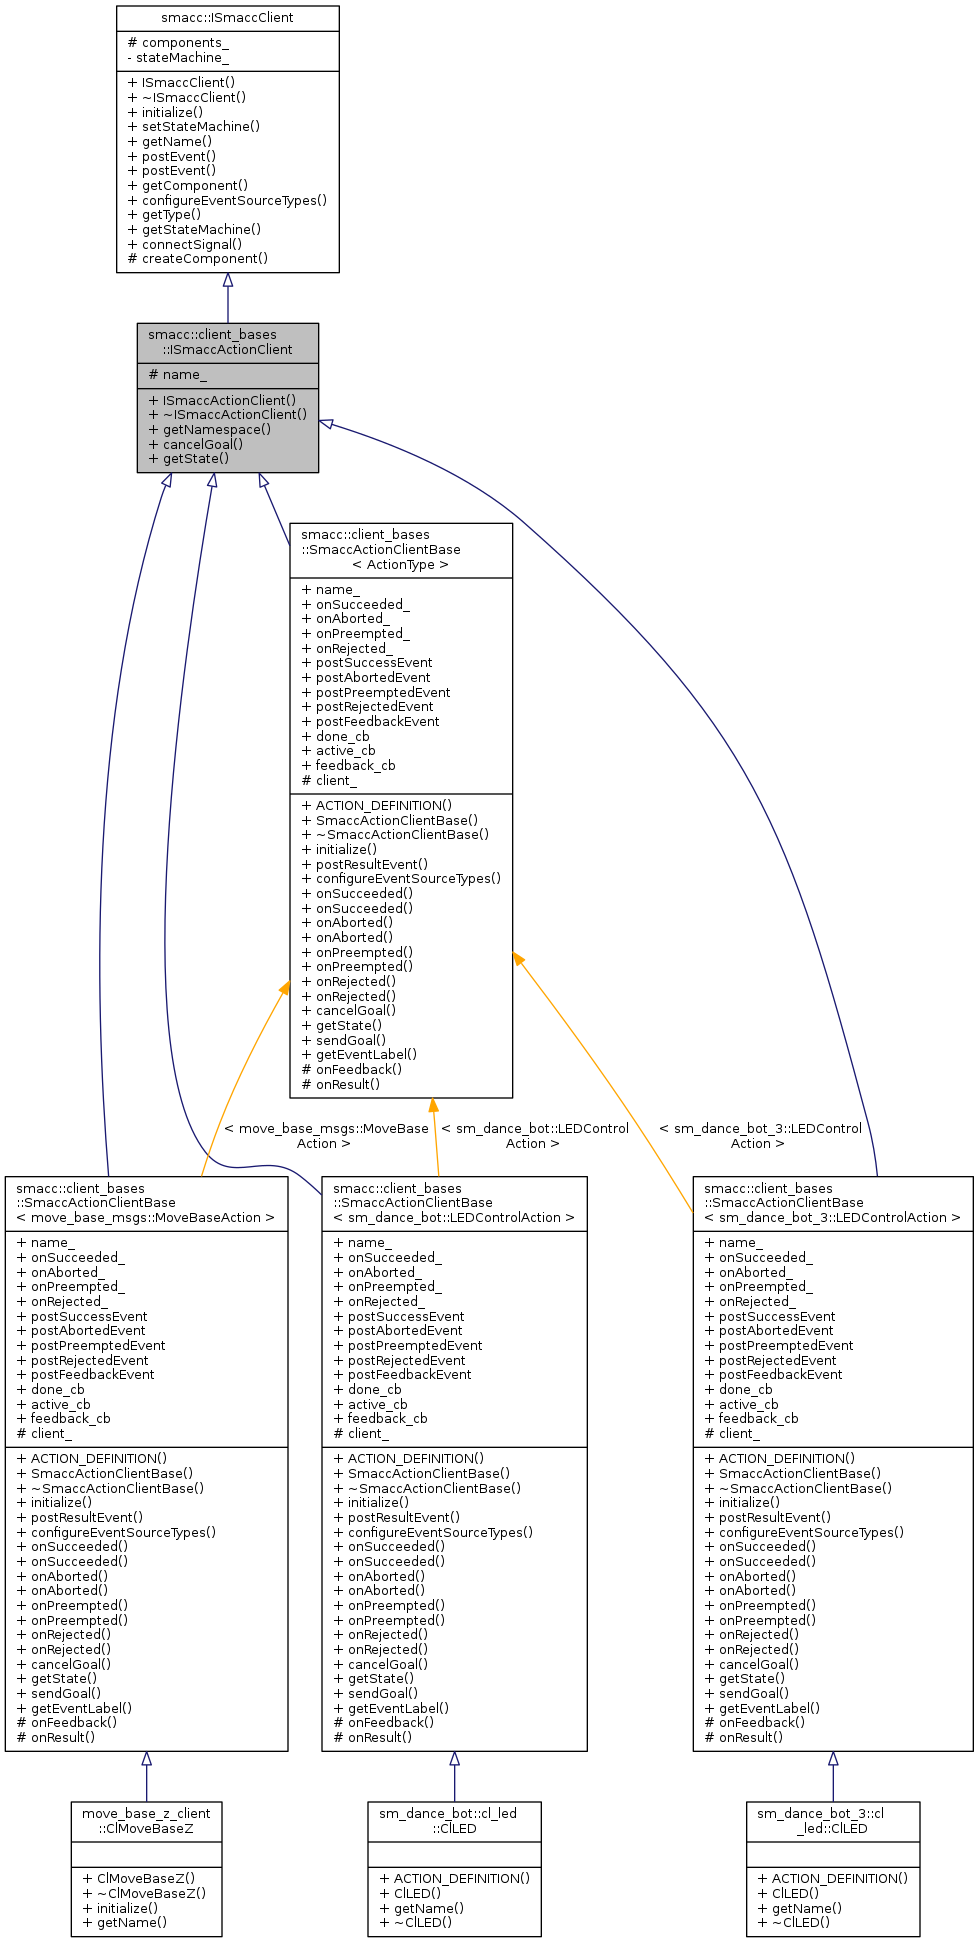 smacc::ISmaccClient
# components_
- stateMachine_
+ ISmaccClient()
+ ~ISmaccClient()
+ initialize()
+ setStateMachine()
+ getName()
+ postEvent()
+ postEvent()
+ getComponent()
+ configureEventSourceTypes()
+ getType()
+ getStateMachine()
+ connectSignal()
# createComponent()
smacc::client_bases
::ISmaccActionClient
# name_
+ ISmaccActionClient()
+ ~ISmaccActionClient()
+ getNamespace()
+ cancelGoal()
+ getState()
smacc::client_bases
::SmaccActionClientBase
< ActionType >
+ name_
+ onSucceeded_
+ onAborted_
+ onPreempted_
+ onRejected_
+ postSuccessEvent
+ postAbortedEvent
+ postPreemptedEvent
+ postRejectedEvent
+ postFeedbackEvent
+ done_cb
+ active_cb
+ feedback_cb
# client_
+ ACTION_DEFINITION()
+ SmaccActionClientBase()
+ ~SmaccActionClientBase()
+ initialize()
+ postResultEvent()
+ configureEventSourceTypes()
+ onSucceeded()
+ onSucceeded()
+ onAborted()
+ onAborted()
+ onPreempted()
+ onPreempted()
+ onRejected()
+ onRejected()
+ cancelGoal()
+ getState()
+ sendGoal()
+ getEventLabel()
# onFeedback()
# onResult()
< move_base_msgs::MoveBase
Action >
< sm_dance_bot::LEDControl
Action >
< sm_dance_bot_3::LEDControl
Action >
smacc::client_bases
::SmaccActionClientBase
< move_base_msgs::MoveBaseAction >
+ name_
+ onSucceeded_
+ onAborted_
+ onPreempted_
+ onRejected_
+ postSuccessEvent
+ postAbortedEvent
+ postPreemptedEvent
+ postRejectedEvent
+ postFeedbackEvent
+ done_cb
+ active_cb
+ feedback_cb
# client_
+ ACTION_DEFINITION()
+ SmaccActionClientBase()
+ ~SmaccActionClientBase()
+ initialize()
+ postResultEvent()
+ configureEventSourceTypes()
+ onSucceeded()
+ onSucceeded()
+ onAborted()
+ onAborted()
+ onPreempted()
+ onPreempted()
+ onRejected()
+ onRejected()
+ cancelGoal()
+ getState()
+ sendGoal()
+ getEventLabel()
# onFeedback()
# onResult()
smacc::client_bases
::SmaccActionClientBase
< sm_dance_bot::LEDControlAction >
+ name_
+ onSucceeded_
+ onAborted_
+ onPreempted_
+ onRejected_
+ postSuccessEvent
+ postAbortedEvent
+ postPreemptedEvent
+ postRejectedEvent
+ postFeedbackEvent
+ done_cb
+ active_cb
+ feedback_cb
# client_
+ ACTION_DEFINITION()
+ SmaccActionClientBase()
+ ~SmaccActionClientBase()
+ initialize()
+ postResultEvent()
+ configureEventSourceTypes()
+ onSucceeded()
+ onSucceeded()
+ onAborted()
+ onAborted()
+ onPreempted()
+ onPreempted()
+ onRejected()
+ onRejected()
+ cancelGoal()
+ getState()
+ sendGoal()
+ getEventLabel()
# onFeedback()
# onResult()
smacc::client_bases
::SmaccActionClientBase
< sm_dance_bot_3::LEDControlAction >
+ name_
+ onSucceeded_
+ onAborted_
+ onPreempted_
+ onRejected_
+ postSuccessEvent
+ postAbortedEvent
+ postPreemptedEvent
+ postRejectedEvent
+ postFeedbackEvent
+ done_cb
+ active_cb
+ feedback_cb
# client_
+ ACTION_DEFINITION()
+ SmaccActionClientBase()
+ ~SmaccActionClientBase()
+ initialize()
+ postResultEvent()
+ configureEventSourceTypes()
+ onSucceeded()
+ onSucceeded()
+ onAborted()
+ onAborted()
+ onPreempted()
+ onPreempted()
+ onRejected()
+ onRejected()
+ cancelGoal()
+ getState()
+ sendGoal()
+ getEventLabel()
# onFeedback()
# onResult()
move_base_z_client
::ClMoveBaseZ
+ ClMoveBaseZ()
+ ~ClMoveBaseZ()
+ initialize()
+ getName()
sm_dance_bot::cl_led
::ClLED
+ ACTION_DEFINITION()
+ ClLED()
+ getName()
+ ~ClLED()
sm_dance_bot_3::cl
_led::ClLED
+ ACTION_DEFINITION()
+ ClLED()
+ getName()
+ ~ClLED()